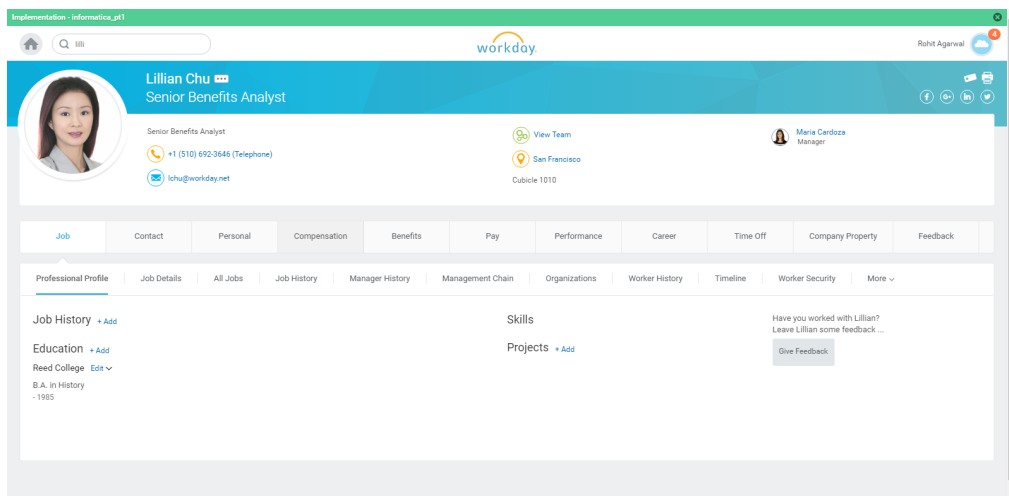 Implementation - informatica_pt1
lilli
workday.
Rohit Agarwal
4
Lillian Chu
Senior Benefits Analyst
Senior Benefits Analyst
+1 (510) 692-3646 (Telephone)
lchu@workday.net
View Team
San Francisco
Cubicle 1010
Maria Cardoza
Manager
Job Contact Personal Compensation Benefits Pay Performance Career Time Off Company Property Feedback
Professional Profile Job Details All Jobs Job History Manager History Management Chain Organizations Worker History Timeline Worker Security More
Job History + Add
Education + Add
Reed College Edit
B.A. in History
- 1985
Skills
Projects + Add
Have you worked with Lillian?
Leave Lillian some feedback ...
Give Feedback